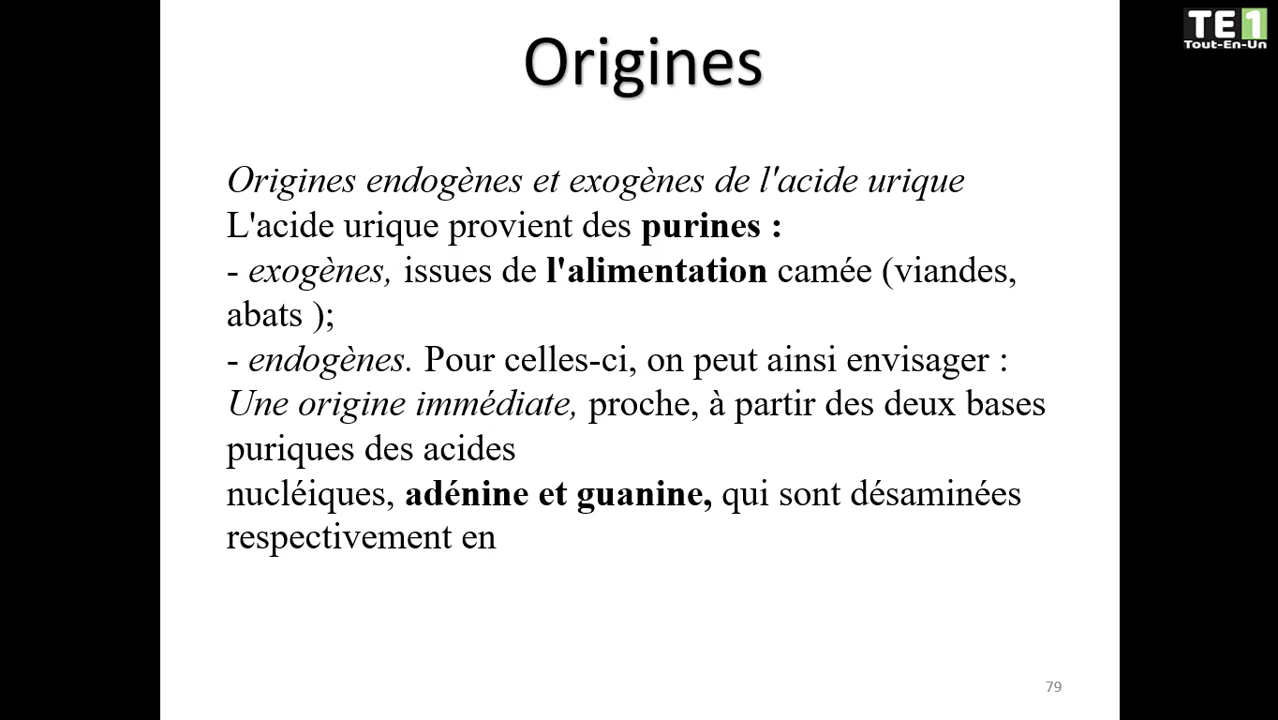 TE1
Tout-En-Un
Origines
Origines endogènes et exogènes de l'acide urique
L'acide urique provient des purines :
- exogènes, issues de l'alimentation camée (viandes,
abats );
- endogènes. Pour celles-ci, on peut ainsi envisager :
Une origine immédiate, proche, à partir des deux bases
puriques des acides
nucléiques, adénine et guanine, qui sont désaminées
respectivement en
79